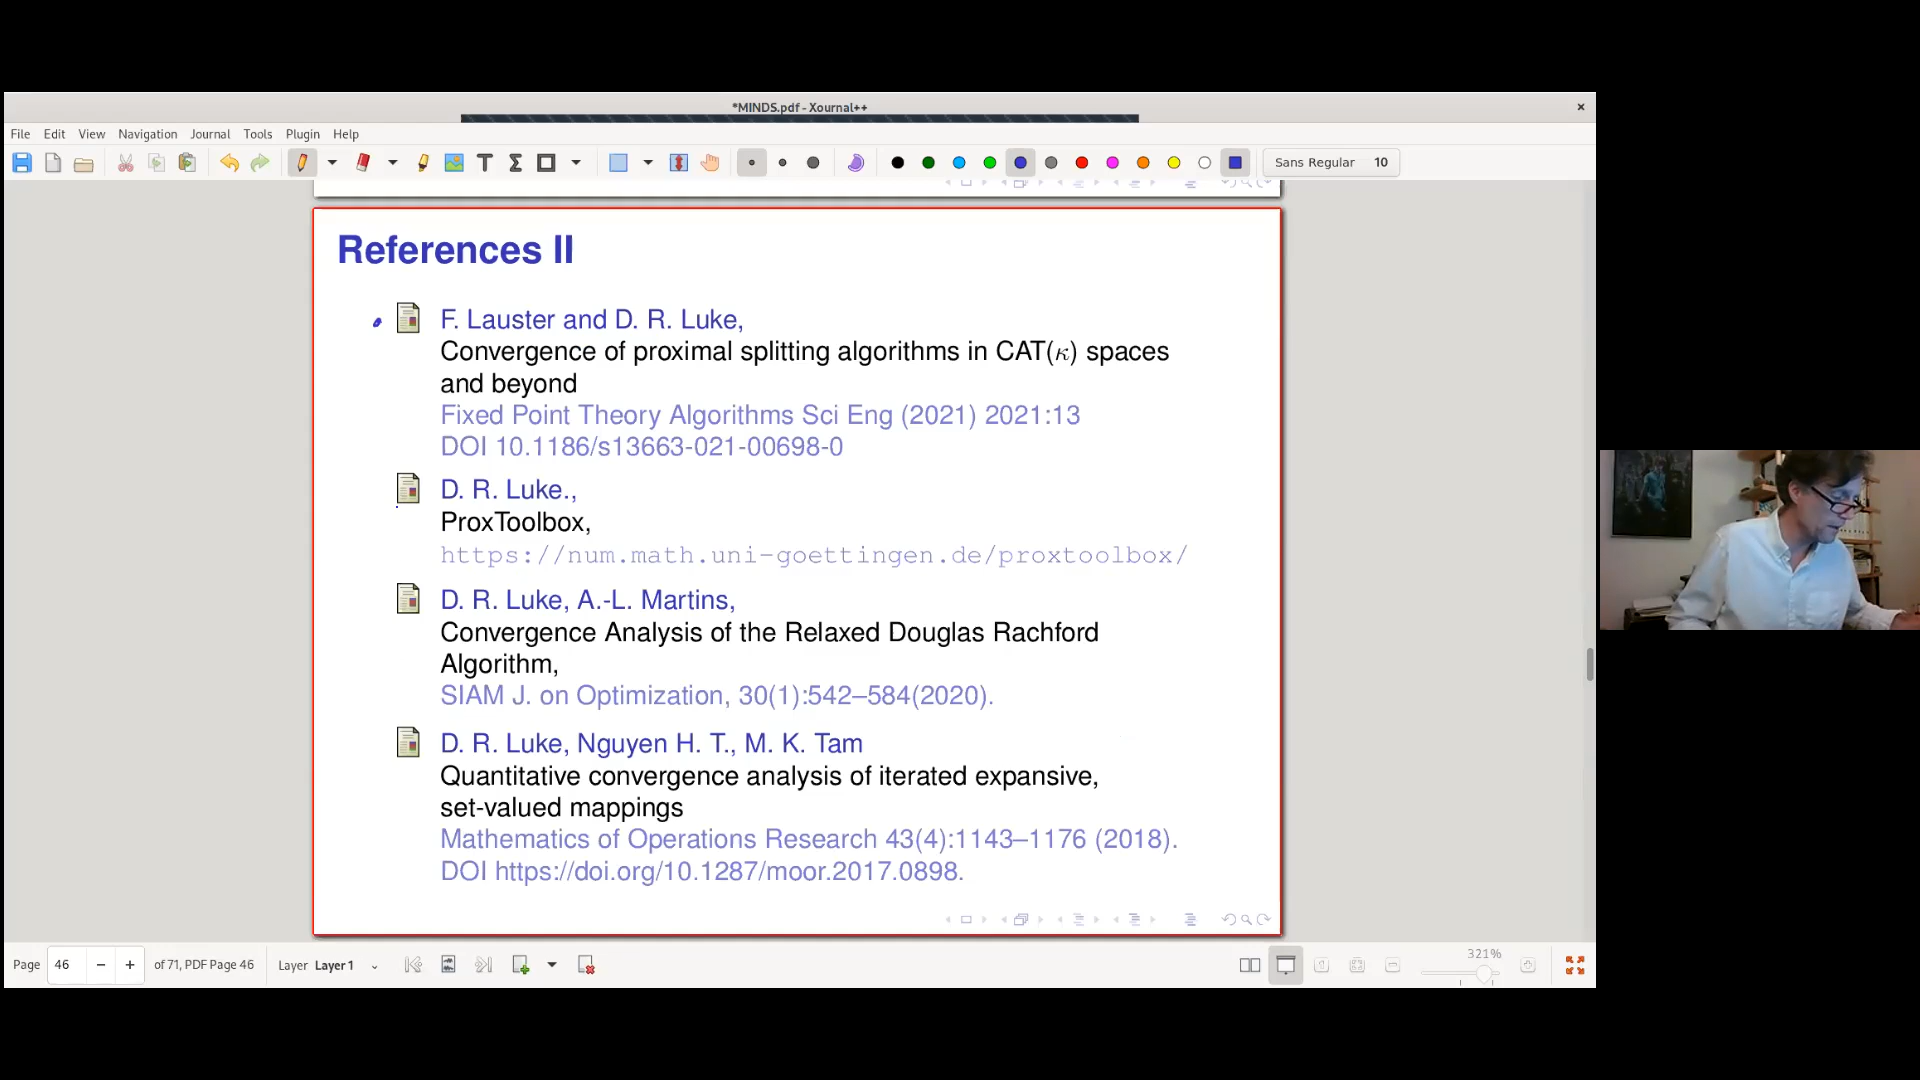 *MINDS.pdf - Xournal++
File Edit View Navigation Journal Tools Plugin Help
Sans Regular 10
References II
F. Lauster and D. R. Luke,
Convergence of proximal splitting algorithms in CAT(κ) spaces
and beyond
Fixed Point Theory Algorithms Sci Eng (2021) 2021:13
DOI 10.1186/s13663-021-00698-0
D. R. Luke.,
ProxToolbox,
https://num.math.uni-goettingen.de/proxtoolbox/
D. R. Luke, A.-L. Martins,
Convergence Analysis of the Relaxed Douglas Rachford
Algorithm,
SIAM J. on Optimization, 30(1):542–584(2020).
D. R. Luke, Nguyen H. T., M. K. Tam
Quantitative convergence analysis of iterated expansive,
set-valued mappings
Mathematics of Operations Research 43(4):1143–1176 (2018).
DOI https://doi.org/10.1287/moor.2017.0898.
Page 46 of 71, PDF Page 46 Layer Layer 1 321%